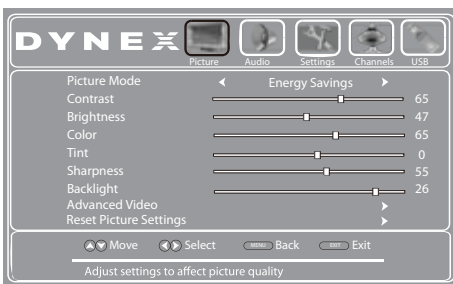 DYNEX
Picture Audio Settings Channels USB
Picture Mode Energy Savings
Contrast 65
Brightness 47
Color 65
Tint 0
Sharpness 55
Backlight 26
Advanced Video
Reset Picture Settings
Move Select MENU Back EXIT Exit
Adjust settings to affect picture quality